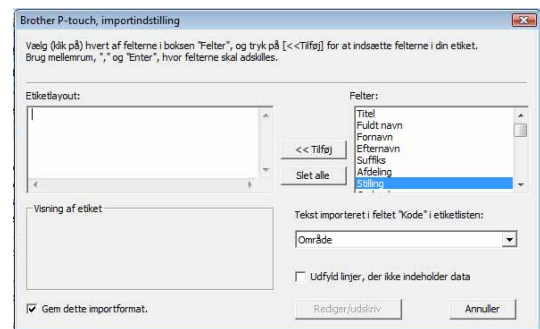 Brother P-touch, importindstilling
Vælg (klik på) hvert af felterne i boksen "Felter", og tryk på [<<Tilføj] for at indsætte felterne i din etiket.
Brug mellemrum, "," og "Enter", hvor felterne skal adskilles.
Etiketlayout:
Felter:
Titel
Fuldt navn
Fornavn
Efternavn
Suffiks
Afdeling
Stilling
<< Tilføj
Slet alle
Visning af etiket
Tekst importeret i feltet "Kode" i etiketlisten:
Område
Udfyld linjer, der ikke indeholder data
Gem dette importformat.
Rediger/udskriv
Annuller